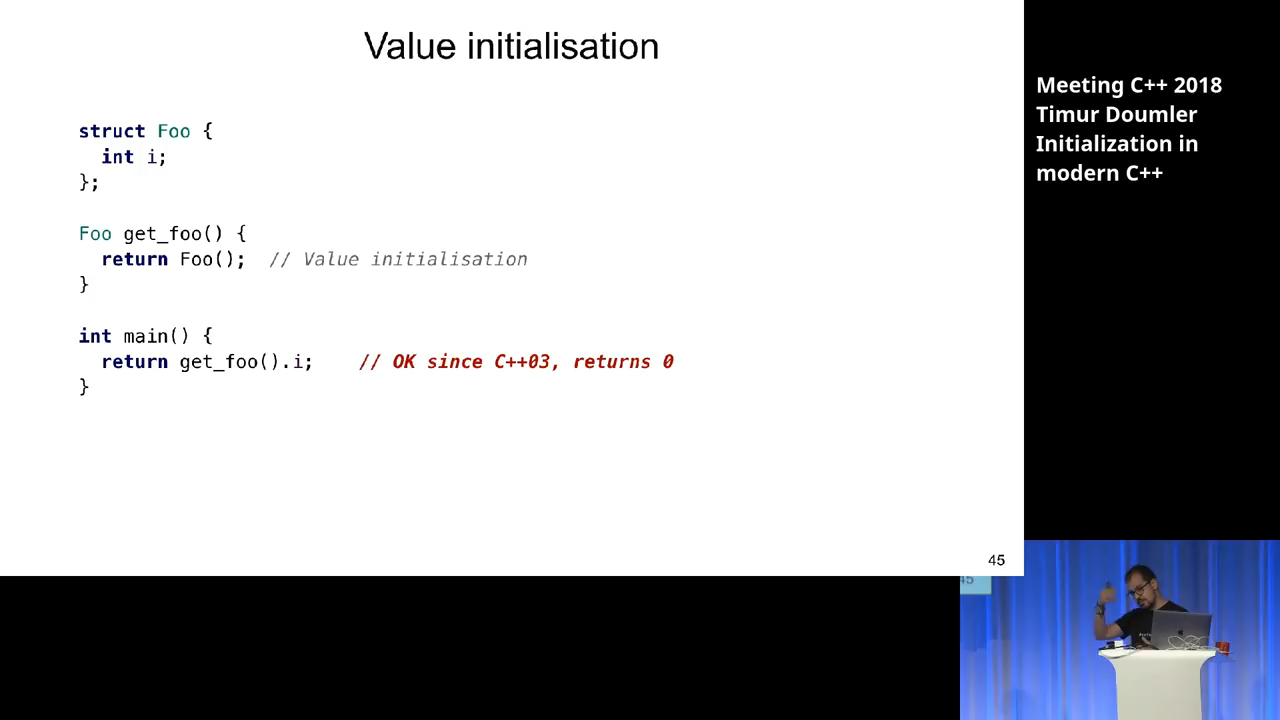 Value initialisation
struct Foo {
int i;
};
Foo get_foo() {
return Foo(); // Value initialisation
}
int main() {
return get_foo().i; // OK since C++03, returns 0
}
45
Meeting C++ 2018
Timur Doumler
Initialization in
modern C++
45